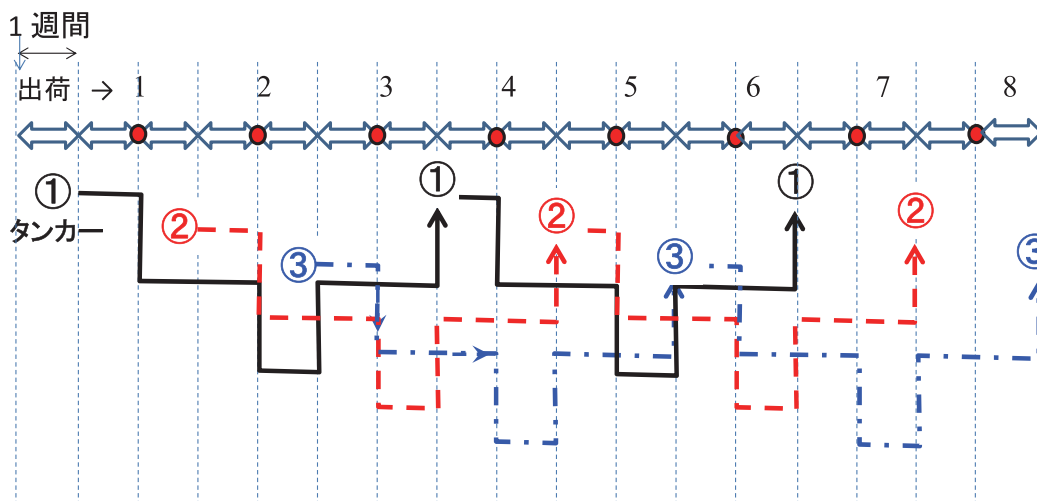 1 週間
出荷 → 1 2 3 4 5 6 7 8
① ① ①
タンカー
② ② ②
③ ③ ③